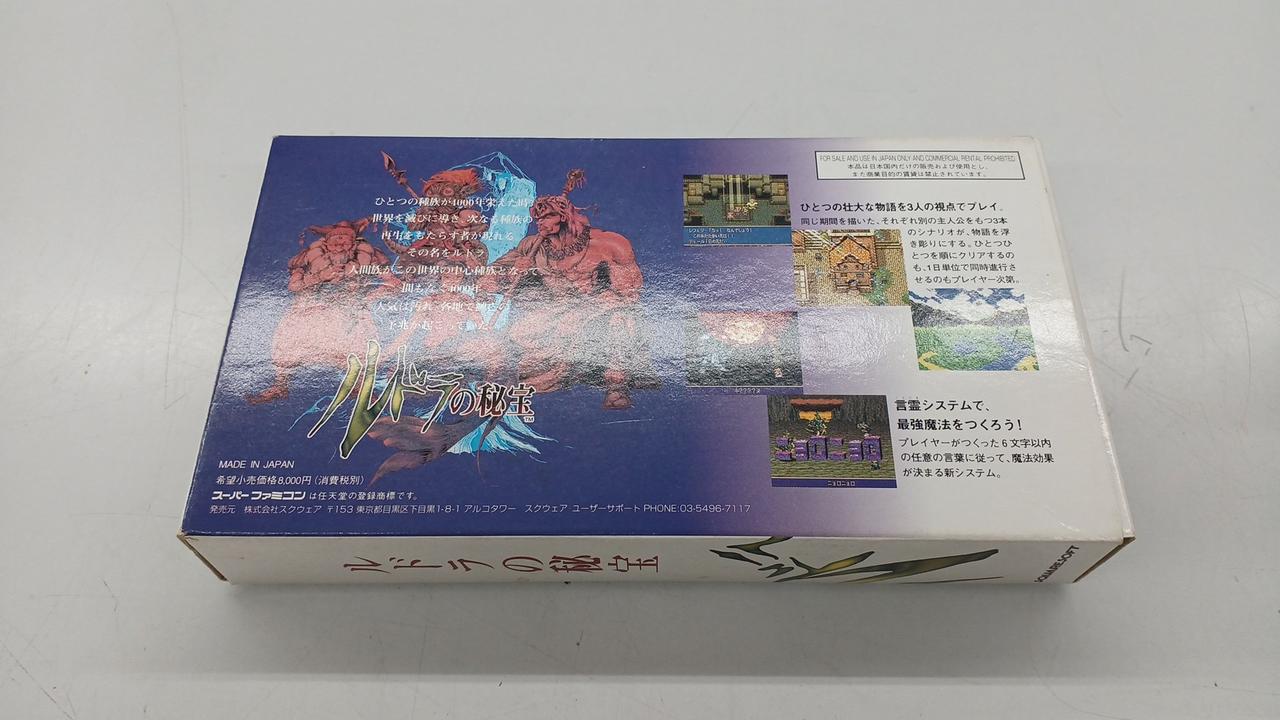 ひとつの種族が4000年栄えた時、
世界を滅びに導き、次なる種族の
再生をもたらす者が現れる。
その名をルドラ
人間族がこの世界の中心種族となって
間もなく4000年
大気は汚れ、各地で
ルドラの秘宝
TM
MADE IN JAPAN
希望小売価格8,000円(消費税別)
スーパーファミコン は任天堂の登録商標です。
発売元 株式会社スクウェア 〒153 東京都目黒区下目黒1-8-1 アルコタワー スクウェア ユーザーサポート PHONE:03-5496-7117
FOR SALE AND USE IN JAPAN ONLY AND COMMERCIAL RENTAL PROHIBITED
本品は日本国内だけの販売および使用とし、
また商業目的の賃貸は禁止されています。
ひとつの壮大な物語を3人の視点でプレイ。
同じ期間を描いた、それぞれ別の主人公をもつ3本
のシナリオが、物語を浮
き彫りにする。ひとつひ
とつを順にクリアするの
も、1日単位で同時進行さ
せるのもプレイヤー次第。
言霊システムで、
最強魔法をつくろう!
プレイヤーがつくった6文字以内
の任意の言葉に従って、魔法効果
が決まる新システム。
ニョロニョロ
ルドラの秘宝
SQUARESOFT